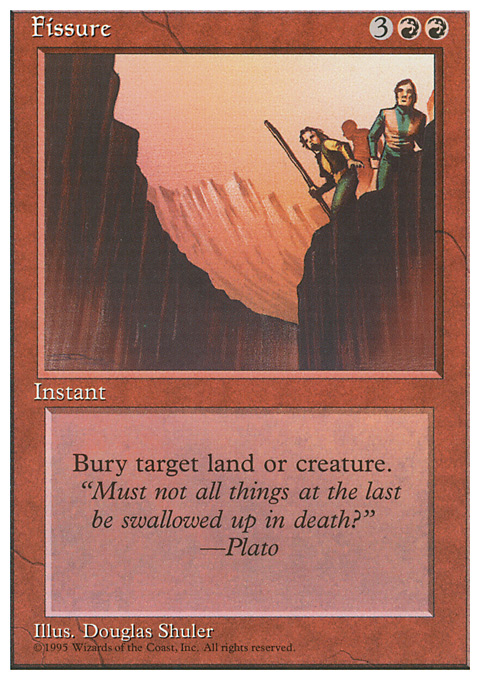 Fissure 3
Instant
Bury target land or creature.
“Must not all things at the last
be swallowed up in death?”
—Plato
Illus. Douglas Shuler
©1995 Wizards of the Coast, Inc. All rights reserved.